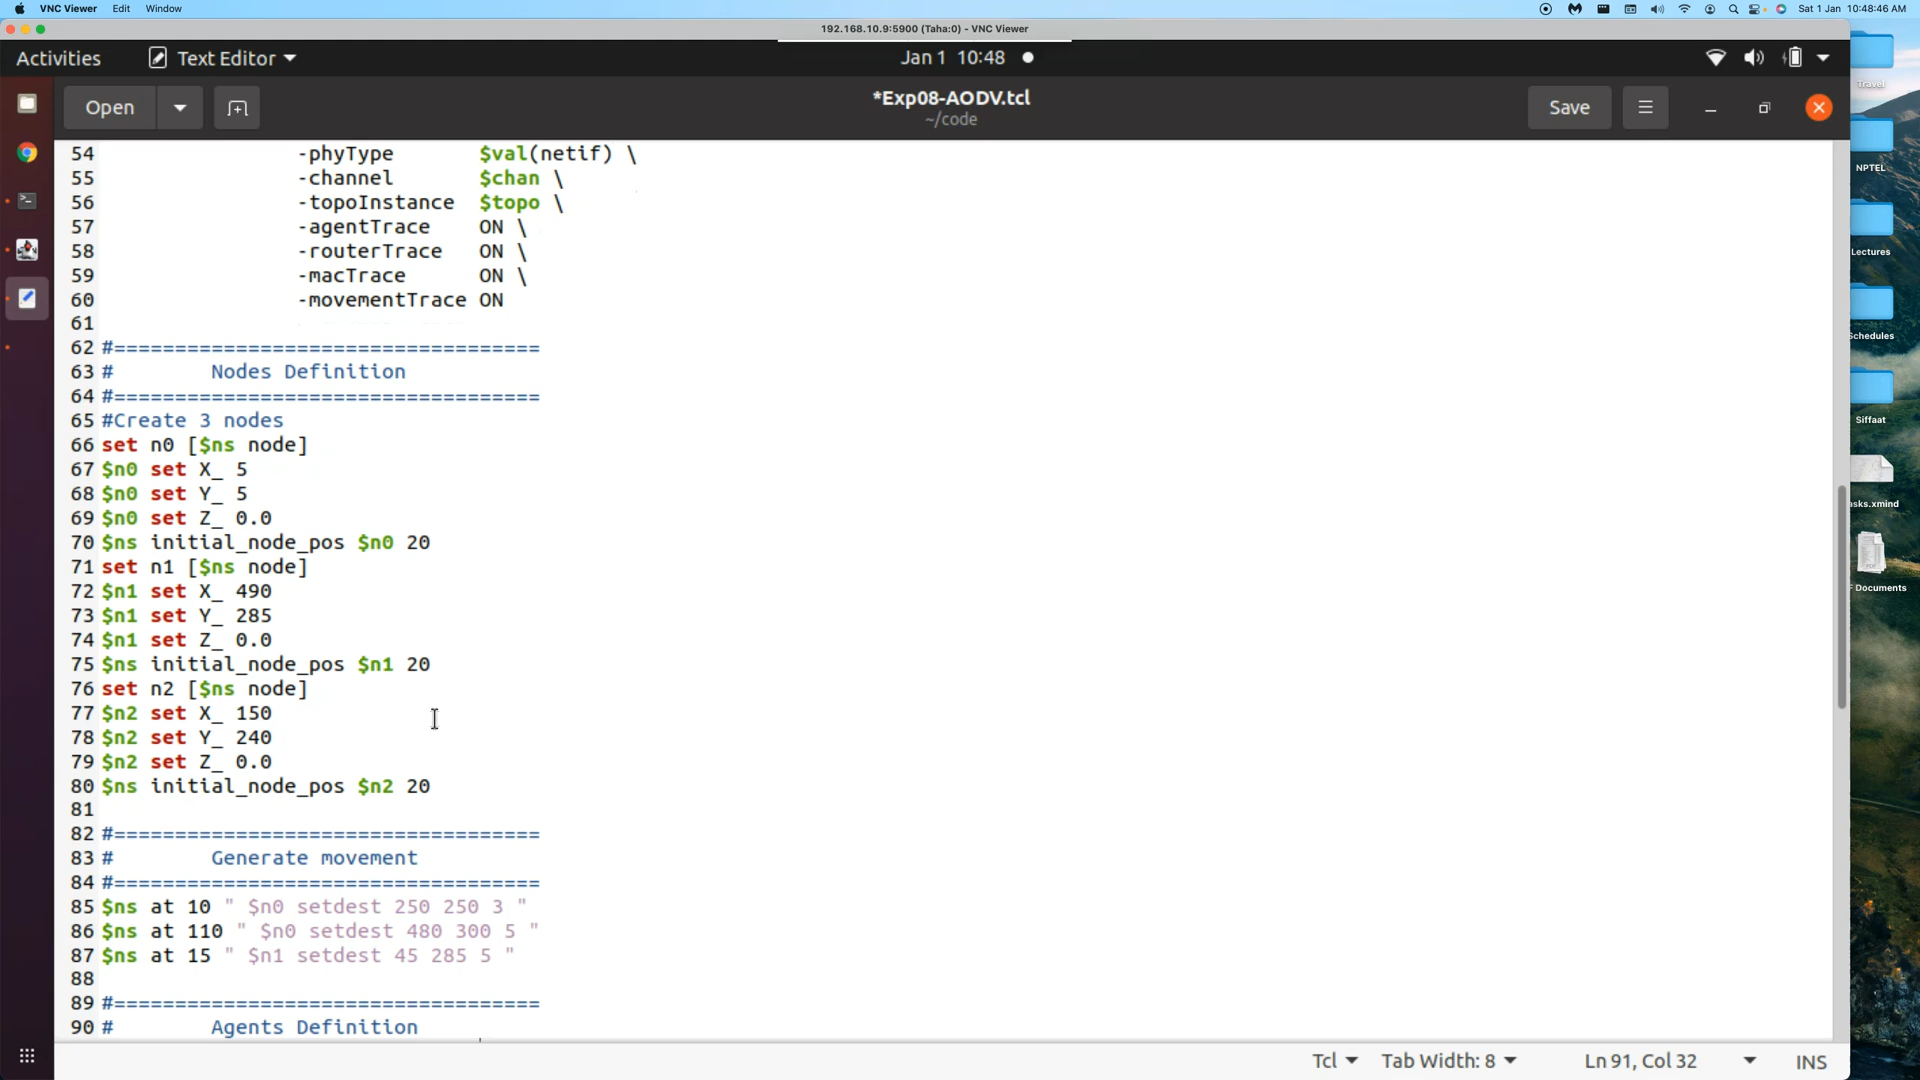 VNC Viewer Edit Window Sat 1 Jan 10:48:46 AM
192.168.10.9:5900 (Taha:0) - VNC Viewer
Activities Text Editor Jan 1 10:48
Open *Exp08-AODV.tcl Save
~/code
54 -phyType $val(netif) \
55 -channel $chan \
56 -topoInstance $topo \
57 -agentTrace ON \
58 -routerTrace ON \
59 -macTrace ON \
60 -movementTrace ON
61
62 #===================================
63 # Nodes Definition
64 #===================================
65 #Create 3 nodes
66 set n0 [$ns node]
67 $n0 set X_ 5
68 $n0 set Y_ 5
69 $n0 set Z_ 0.0
70 $ns initial_node_pos $n0 20
71 set n1 [$ns node]
72 $n1 set X_ 490
73 $n1 set Y_ 285
74 $n1 set Z_ 0.0
75 $ns initial_node_pos $n1 20
76 set n2 [$ns node]
77 $n2 set X_ 150
78 $n2 set Y_ 240
79 $n2 set Z_ 0.0
80 $ns initial_node_pos $n2 20
81
82 #===================================
83 # Generate movement
84 #===================================
85 $ns at 10 " $n0 setdest 250 250 3 "
86 $ns at 110 " $n0 setdest 480 300 5 "
87 $ns at 15 " $n1 setdest 45 285 5 "
88
89 #===================================
90 # Agents Definition
Tcl Tab Width: 8 Ln 91, Col 32 INS
Travel
NPTEL
Lectures
Schedules
Siffaat
asks.xmind
F Documents